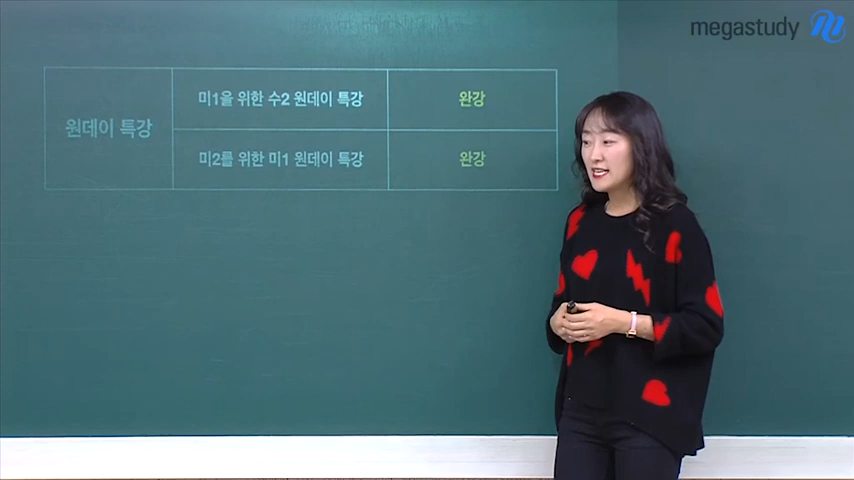 megastudy
원데이 특강
미1을 위한 수2 원데이 특강
완강
미2를 위한 미1 원데이 특강
완강